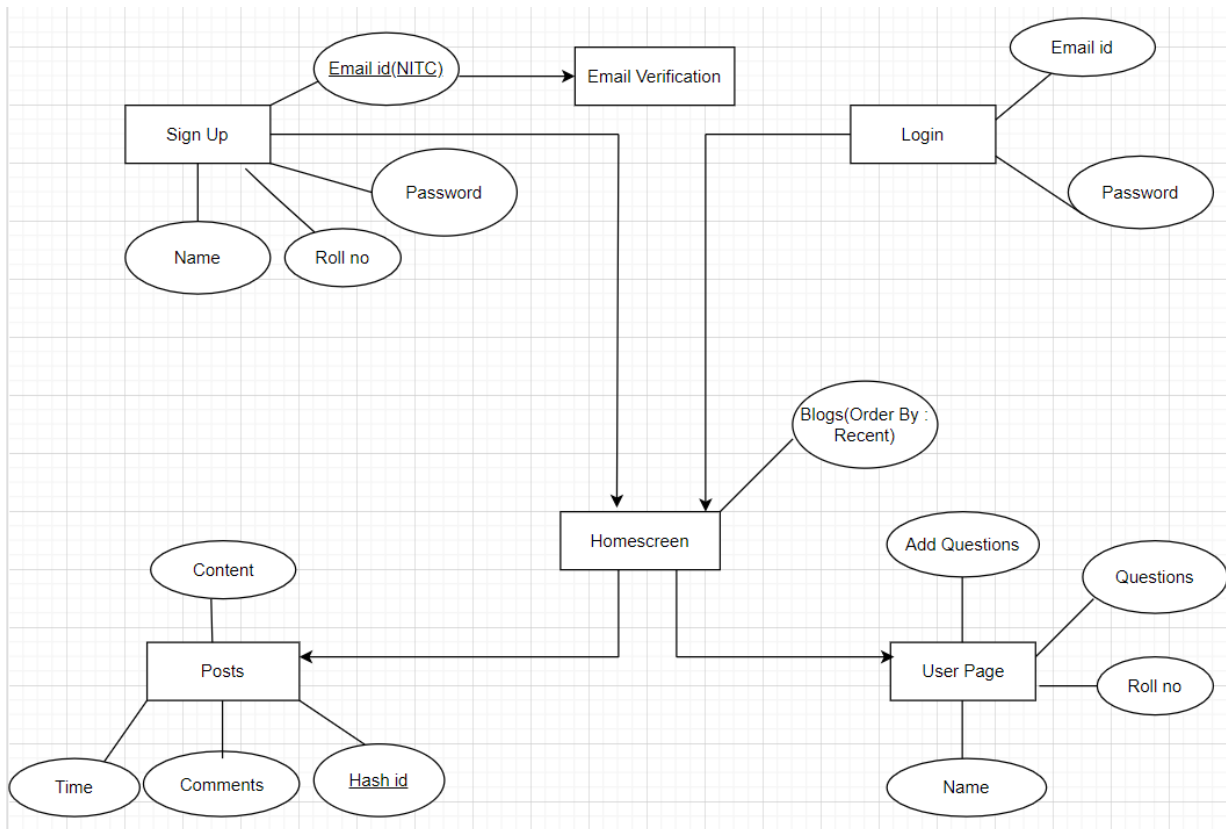 Email id(NITC)
Email Verification
Email id
Sign Up
Login
Password
Password
Name
Roll no
Blogs(Order By :
Recent)
Homescreen
Add Questions
Content
Questions
Posts
User Page
Roll no
Time
Comments
Hash id
Name